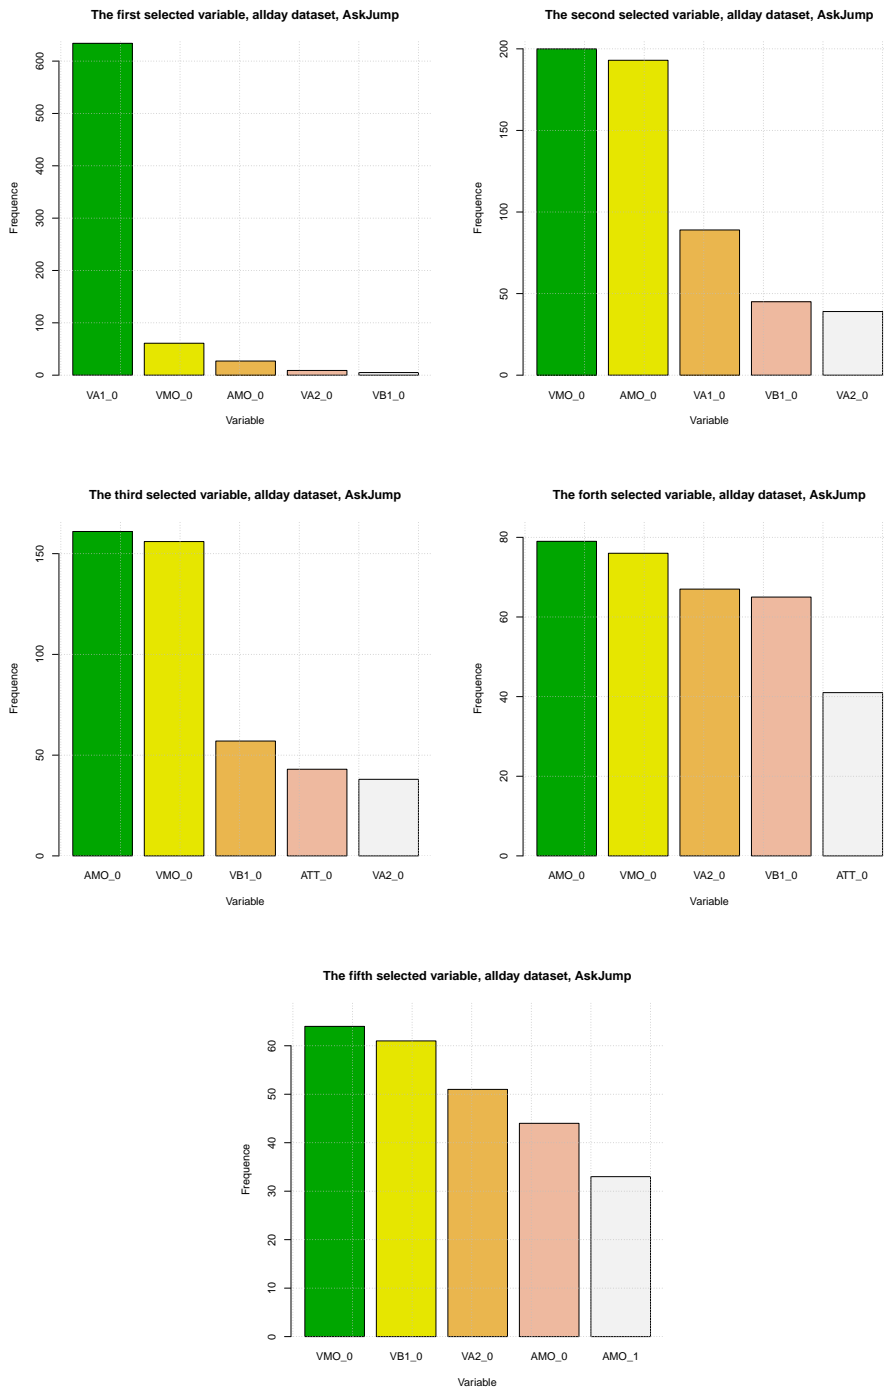 The first selected variable, allday dataset, AskJump
Frequence
0
100
200
300
400
500
600
VA1_0 VMO_0 AMO_0 VA2_0 VB1_0
Variable
The second selected variable, allday dataset, AskJump
Frequence
0
50
100
150
200
VMO_0 AMO_0 VA1_0 VB1_0 VA2_0
Variable
The third selected variable, allday dataset, AskJump
Frequence
0
50
100
150
AMO_0 VMO_0 VB1_0 ATT_0 VA2_0
Variable
The forth selected variable, allday dataset, AskJump
Frequence
0
20
40
60
80
AMO_0 VMO_0 VA2_0 VB1_0 ATT_0
Variable
The fifth selected variable, allday dataset, AskJump
Frequence
0
10
20
30
40
50
60
VMO_0 VB1_0 VA2_0 AMO_0 AMO_1
Variable